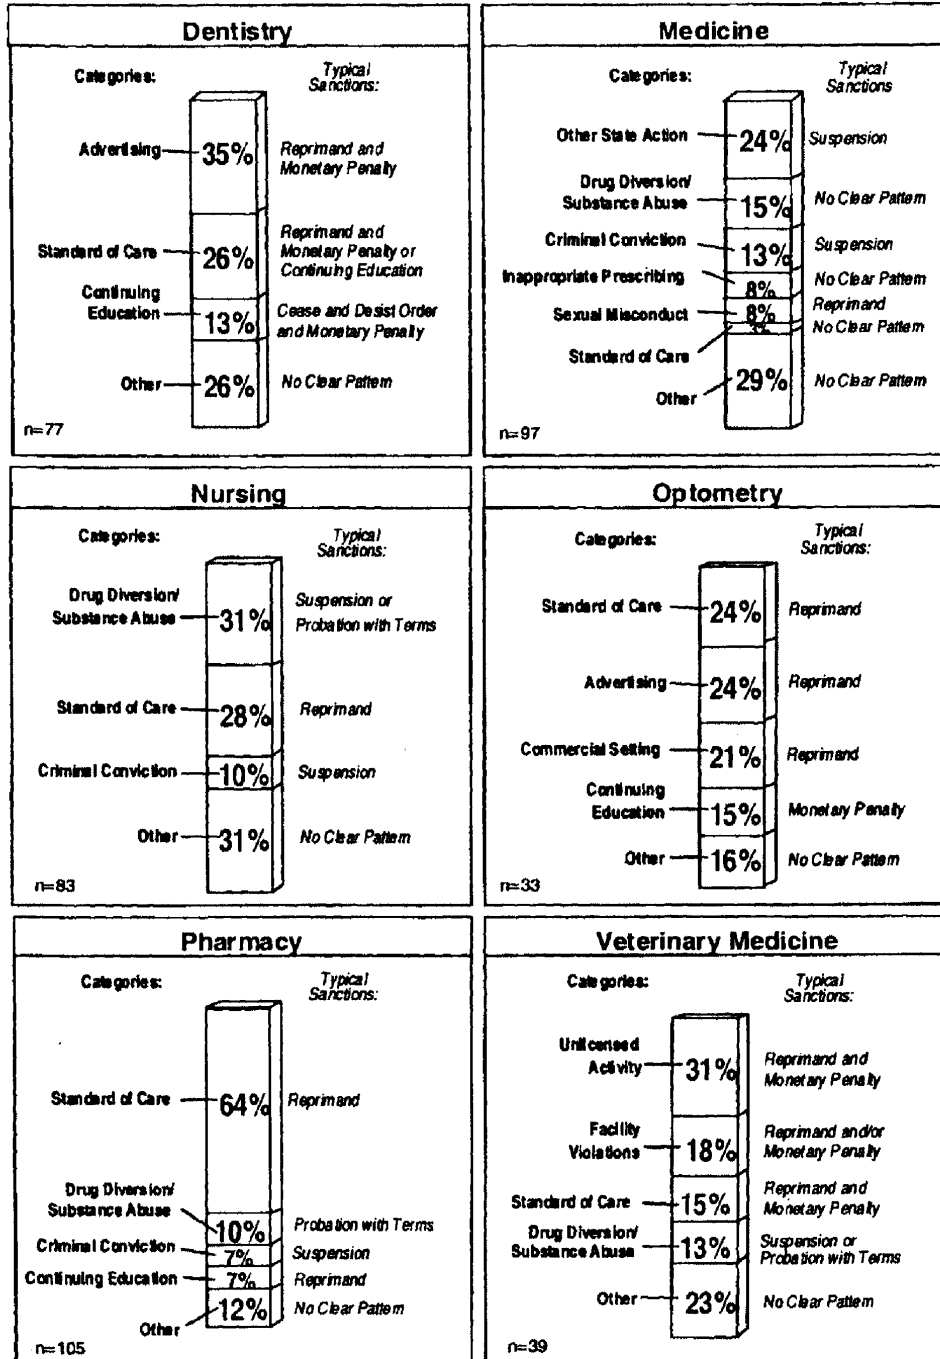 Dentistry
Categories:
Typical
Sanctions:
Advertising
35%
Reprimand and
Monetary Penalty
Standard of Care
26%
Reprimand and
Monetary Penalty or
Continuing Education
Continuing
Education
13%
Cease and Desist Order
and Monetary Penalty
Other
26%
No Clear Pattern
n=77
Medicine
Categories:
Typical
Sanctions
Other State Action
24%
Suspension
Drug Diversion/
Substance Abuse
15%
No Clear Pattern
Criminal Conviction
13%
Suspension
Inappropriate Prescribing
8%
No Clear Pattern
Sexual Misconduct
8%
Reprimand
Standard of Care
3%
No Clear Pattern
Other
29%
No Clear Pattern
n=97
Nursing
Categories:
Typical
Sanctions:
Drug Diversion/
Substance Abuse
31%
Suspension or
Probation with Terms
Standard of Care
28%
Reprimand
Criminal Conviction
10%
Suspension
Other
31%
No Clear Pattern
n=83
Optometry
Categories:
Typical
Sanctions:
Standard of Care
24%
Reprimand
Advertising
24%
Reprimand
Commercial Setting
21%
Reprimand
Continuing
Education
15%
Monetary Penalty
Other
16%
No Clear Pattern
n=33
Pharmacy
Categories:
Typical
Sanctions:
Standard of Care
64%
Reprimand
Drug Diversion/
Substance Abuse
10%
Probation with Terms
Criminal Conviction
7%
Suspension
Continuing Education
7%
Reprimand
Other
12%
No Clear Pattern
n=105
Veterinary Medicine
Categories:
Typical
Sanctions:
Unlicensed
Activity
31%
Reprimand and
Monetary Penalty
Facility
Violations
18%
Reprimand and/or
Monetary Penalty
Standard of Care
15%
Reprimand and
Monetary Penalty
Drug Diversion/
Substance Abuse
13%
Suspension or
Probation with Terms
Other
23%
No Clear Pattern
n=39